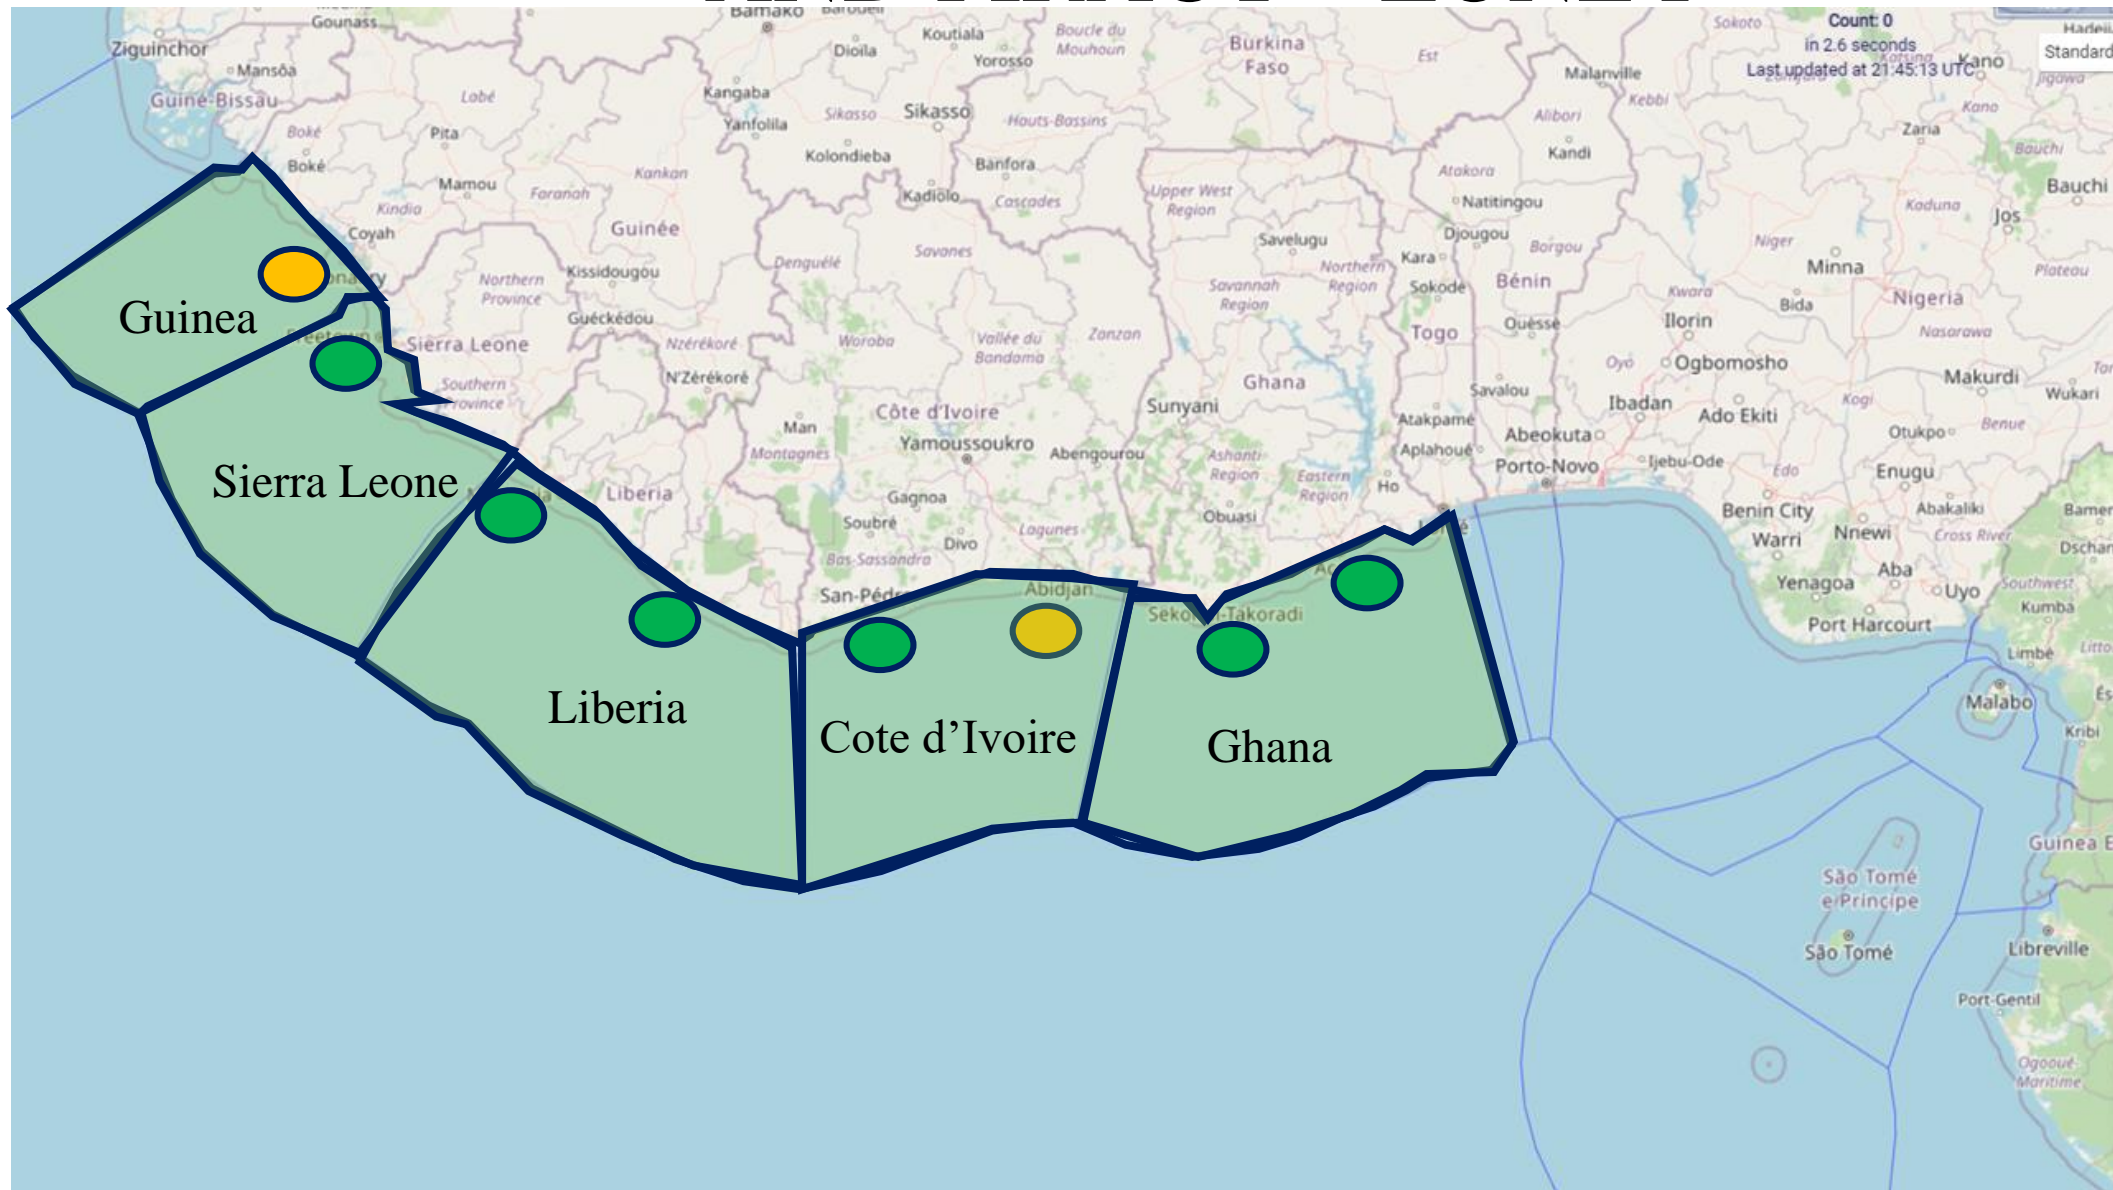 Gounass
Bamako
Koutiala
Boucle du
Mouhoun
Sokoto
Count: 0
in 2.6 seconds
Last updated at 21:45:13 UTC
Standard
Ziguinchor
Mansôa
Dioïla
Yorosso
Burkina
Faso
Est
Malanville
Kano
Jigawa
Guiné-Bissau
Labé
Kangaba
Yanfolila
Sikasso
Sikasso
Hauts-Bassins
Alibori
Kebbi
Kano
Zaria
Boké
Boké
Pita
Kolondieba
Banfora
Kandi
Bauchi
Bauchi
Mamou
Faranah
Kankan
Kadiolo
Cascades
Upper West
Region
Atakora
Natitingou
Kaduna
Jos
Kindia
Coyah
Guinée
Savanes
Savelugu
Djougou
Borgou
Niger
Minna
Plateau
Northern
Province
Kissidougou
Denguélé
Northern
Region
Kara
Sokodé
Savannah
Region
Bénin
Kwara
Bida
Nigeria
Guinea
Guéckédou
Ilorin
Nasarawa
Sierra Leone
Nzérékoré
Woroba
Vallée du
Bandama
Zanzan
Togo
Ouèsse
Oyo
Ogbomosho
Southern
Province
N'Zérékoré
Ghana
Savalou
Makurdi
Wukari
Sunyani
Côte d'Ivoire
Man
Yamoussoukro
Abengourou
Montagnes
Atakpamé
Aplahoué
Ibadan
Ado Ekiti
Kogi
Abeokuta
Otukpo
Benue
Sierra Leone
Liberia
Ashanti
Region
Eastern
Region
Ho
Porto-Novo
Ijebu-Ode
Edo
Enugu
Gagnoa
Soubré
Divo
Lagunes
Obuasi
Benin City
Warri
Nnewi
Abakaliki
Cross River
Bas-Sassandra
Yenagoa
Aba
Uyo
Southwest
Kumba
Abidjan
Port Harcourt
Limbé
Liberia
Cote d'Ivoire
Ghana
Malabo
Kribi
São Tomé
e Príncipe
São Tomé
Libreville
Port-Gentil
Ogooué-
Maritime